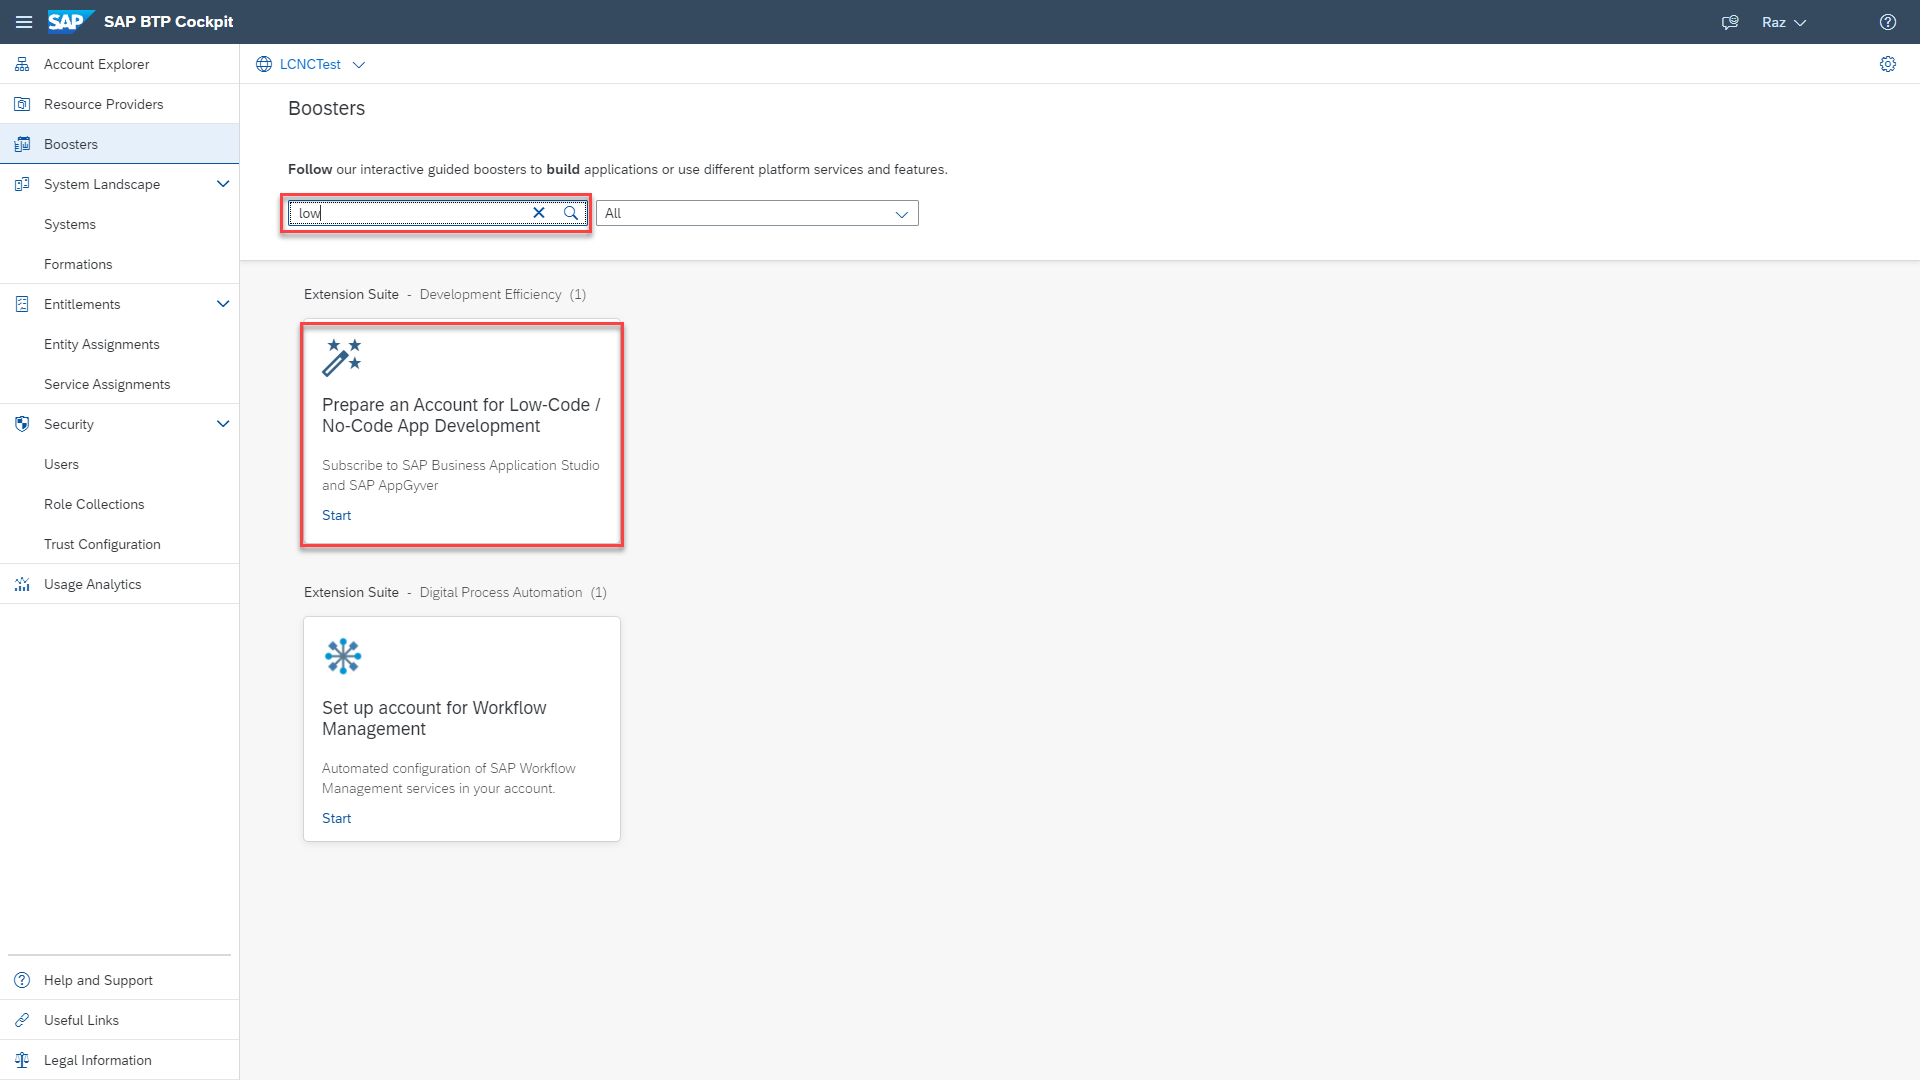 SAP SAP BTP Cockpit
Raz
Account Explorer
Resource Providers
Boosters
System Landscape
Systems
Formations
Entitlements
Entity Assignments
Service Assignments
Security
Users
Role Collections
Trust Configuration
Usage Analytics
Help and Support
Useful Links
Legal Information
LCNCTest
Boosters
Follow our interactive guided boosters to build applications or use different platform services and features.
low
All
Extension Suite - Development Efficiency (1)
Prepare an Account for Low-Code /
No-Code App Development
Subscribe to SAP Business Application Studio
and SAP AppGyver
Start
Extension Suite - Digital Process Automation (1)
Set up account for Workflow
Management
Automated configuration of SAP Workflow
Management services in your account.
Start